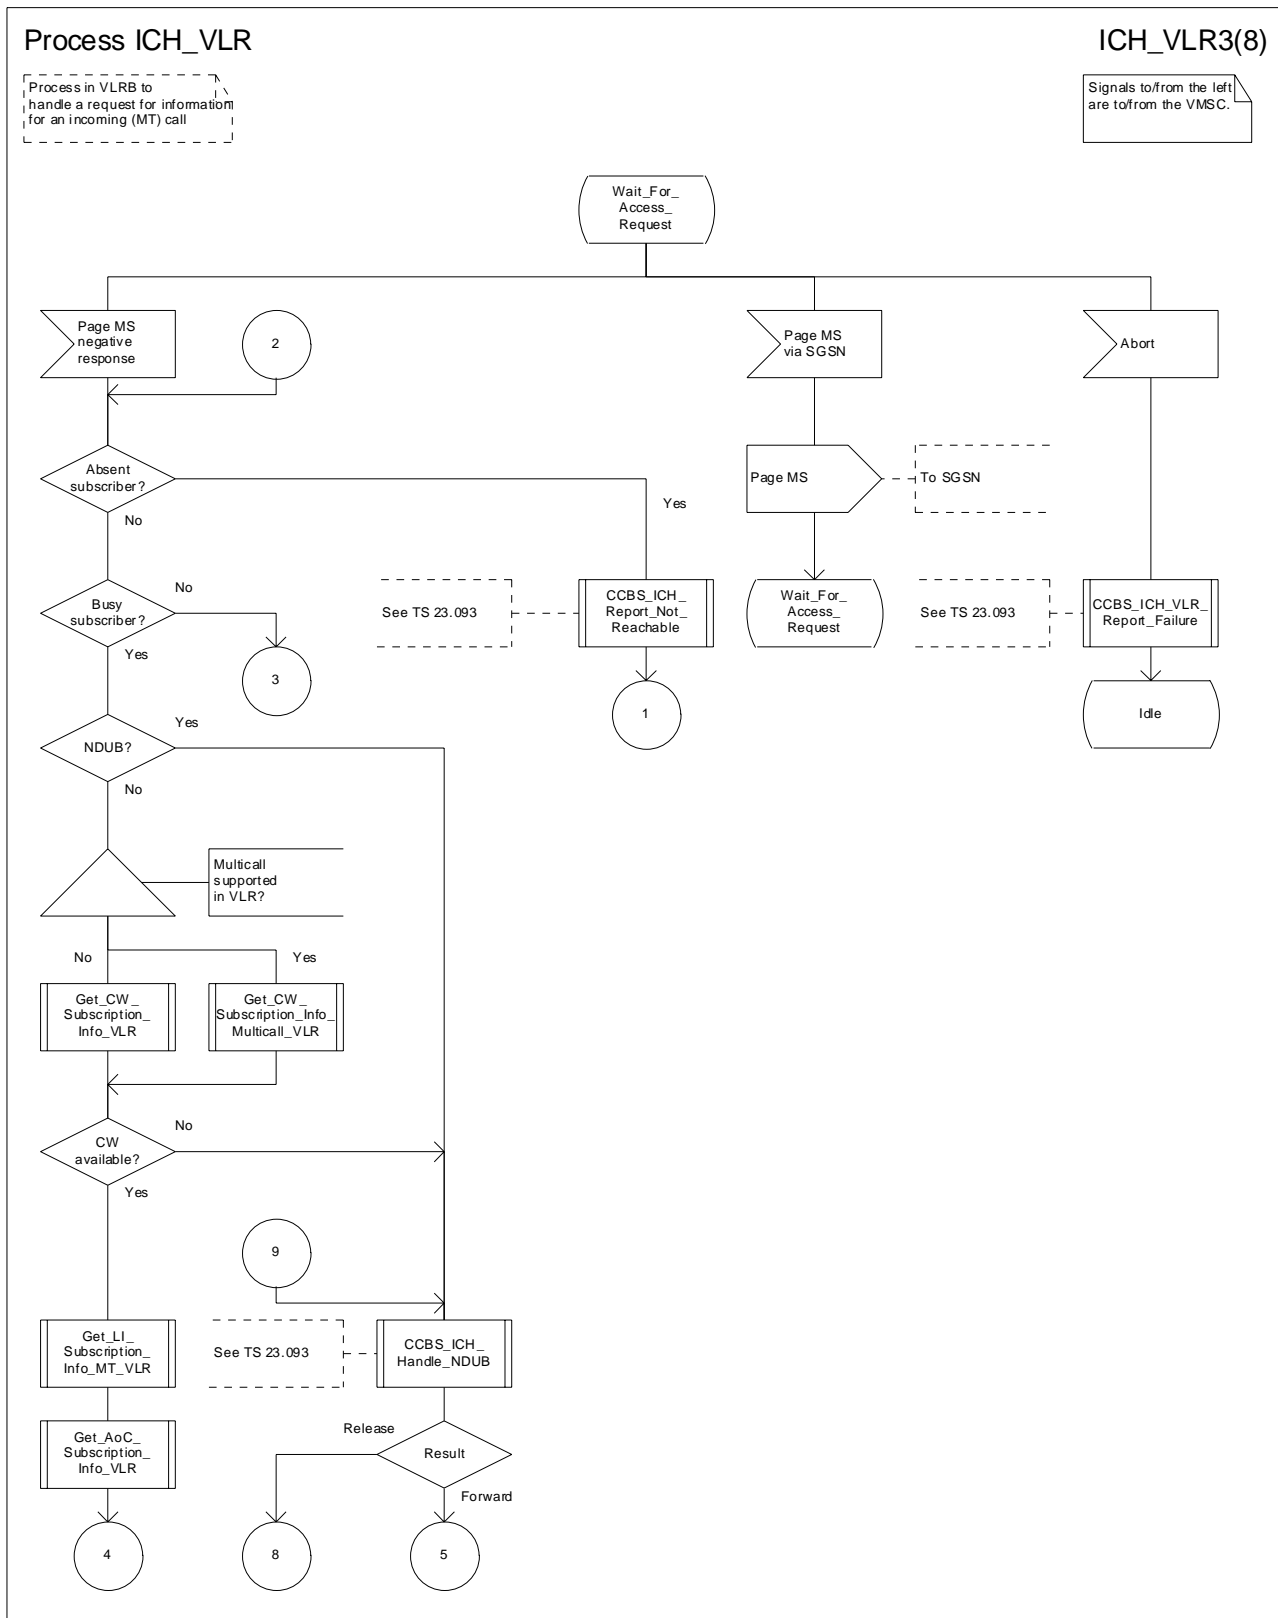 Process ICH_VLR
ICH_VLR3(8)
Process in VLRB to
handle a request for information
for an incoming (MT) call
Signals to/from the left
are to/from the VMSC.
Wait_For_
Access_
Request
Page MS
negative
response
2
Page MS
via SGSN
Abort
Absent
subscriber?
Yes
No
Page MS
To SGSN
Busy
subscriber?
No
Yes
3
See TS 23.093
CCBS_ICH_
Report_Not_
Reachable
1
Wait_For_
Access_
Request
See TS 23.093
CCBS_ICH_VLR_
Report_Failure
Idle
NDUB?
Yes
No
Multicall
supported
in VLR?
No
Yes
Get_CW_
Subscription_
Info_VLR
Get_CW_
Subscription_Info_
Multicall_VLR
CW
available?
No
Yes
9
Get_LI_
Subscription_
Info_MT_VLR
See TS 23.093
CCBS_ICH_
Handle_NDUB
Get_AoC_
Subscription_
Info_VLR
Release
Result
Forward
4
8
5